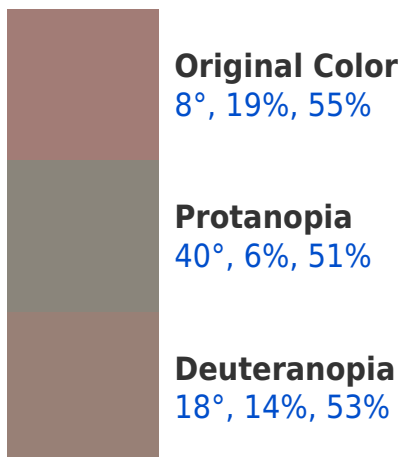 Original Color
8°, 19%, 55%
Protanopia
40°, 6%, 51%
Deuteranopia
18°, 14%, 53%